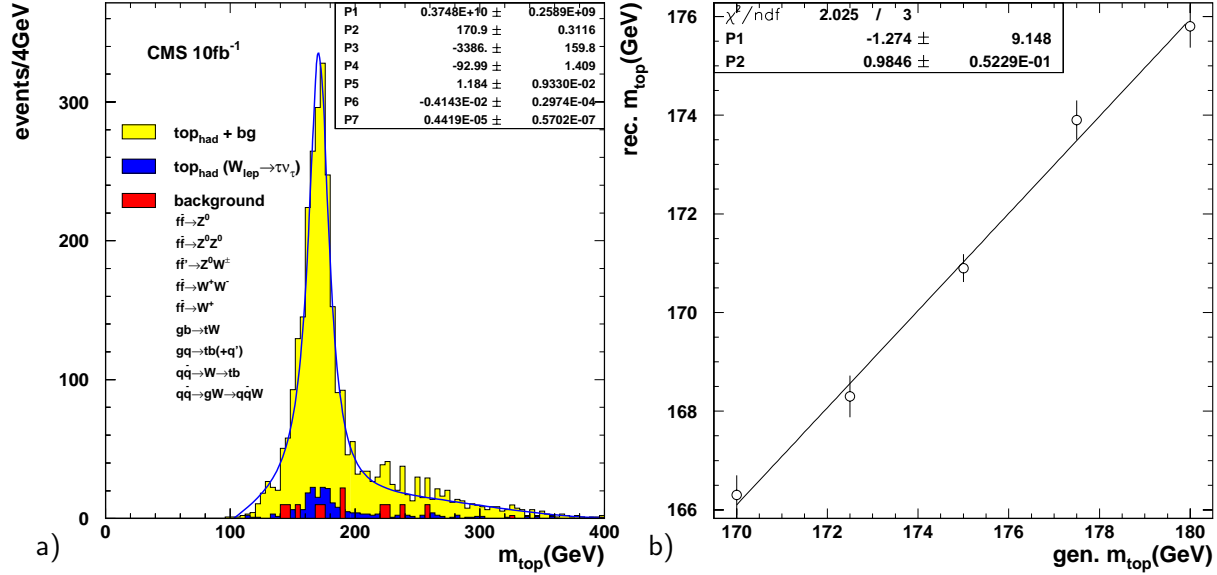 events/4GeV
300
200
100
0
0
100
200
300
400
m_top(GeV)
a)
CMS 10fb⁻¹
P1 0.3748E+10 ± 0.2589E+09
P2 170.9 ± 0.3116
P3 -3386. ± 159.8
P4 -92.99 ± 1.409
P5 1.184 ± 0.9330E-02
P6 -0.4143E-02 ± 0.2974E-04
P7 0.4419E-05 ± 0.5702E-07
top_had + bg
top_had (W_lep→τν_τ)
background
ff̄→Z⁰
ff̄→Z⁰Z⁰
ff̄'→Z⁰W±
ff̄→W⁺W⁻
ff̄→W⁺
gb→tW
gq→tb(+q')
qq̄→W→tb
qq̄→gW→qq̄W
rec. m_top(GeV)
176
174
172
170
168
166
χ²/ndf 2.025 / 3
P1 -1.274 ± 9.148
P2 0.9846 ± 0.5229E-01
170
172
174
176
178
180
gen. m_top(GeV)
b)